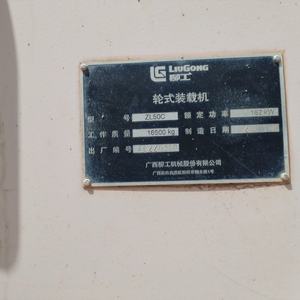 LIUGONG
柳工
轮式装载机
型 号 ZL50C 额定功率 162 kW
工作质量 16500 kg 制造日期
出厂编号
广西柳工机械股份有限公司